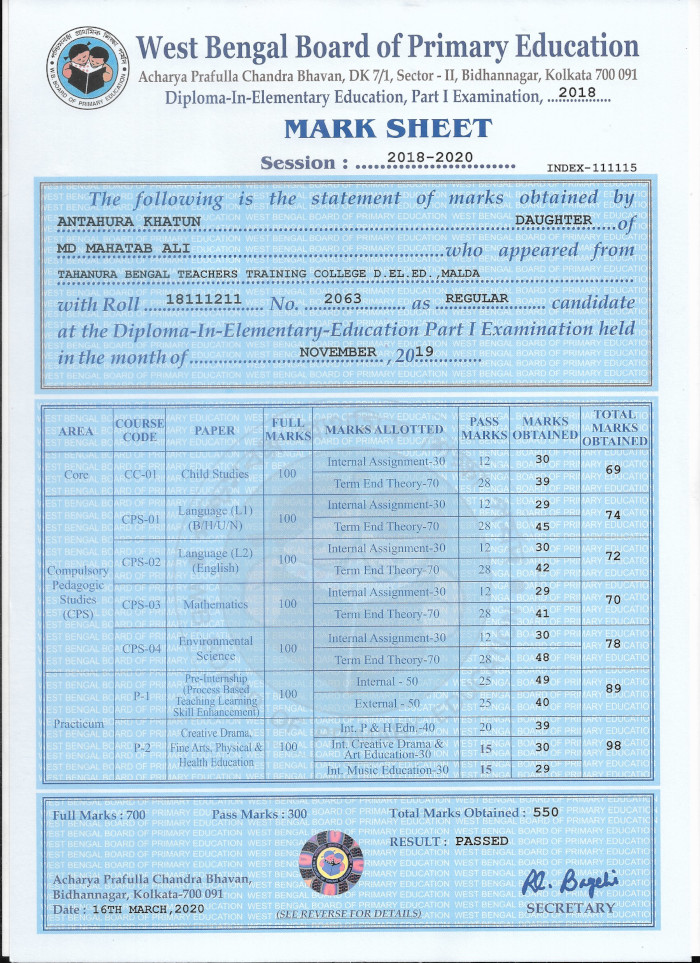 West Bengal Board of Primary Education
Acharya Prafulla Chandra Bhavan, DK 7/1, Sector - II, Bidhannagar, Kolkata 700 091
Diploma-In-Elementary Education, Part I Examination, 2018
MARK SHEET
Session : 2018-2020
INDEX-111115
The following is the statement of marks obtained by
ANTAHURA KHATUN DAUGHTER of
MD MAHATAB ALI who appeared from
TAHANURA BENGAL TEACHERS TRAINING COLLEGE D.EL.ED.,MALDA
with Roll 18111211 No. 2063 as REGULAR candidate
at the Diploma-In-Elementary-Education Part I Examination held
in the month of NOVEMBER , 2019
AREA COURSE CODE PAPER FULL MARKS MARKS ALLOTTED PASS MARKS MARKS OBTAINED TOTAL MARKS OBTAINED
Core CC-01 Child Studies 100 Internal Assignment-30 12 30 69
Term End Theory-70 28 39
Compulsory Pedagogic Studies (CPS)
CPS-01 Language (L1) (B/H/U/N) 100 Internal Assignment-30 12 29 74
Term End Theory-70 28 45
CPS-02 Language (L2) (English) 100 Internal Assignment-30 12 30 72
Term End Theory-70 28 42
CPS-03 Mathematics 100 Internal Assignment-30 12 29 70
Term End Theory-70 28 41
CPS-04 Environmental Science 100 Internal Assignment-30 12 30 78
Term End Theory-70 28 48
Practicum
P-1 Pre-Internship (Process Based Teaching Learning Skill Enhancement) 100 Internal - 50 25 49 89
External - 50 25 40
P-2 Creative Drama, Fine Arts, Physical & Health Education 100 Int. P & H Edn.-40 20 39 98
Int. Creative Drama & Art Education-30 15 30
Int. Music Education-30 15 29
Full Marks : 700 Pass Marks : 300 Total Marks Obtained : 550
RESULT : PASSED
Acharya Prafulla Chandra Bhavan,
Bidhannagar, Kolkata-700 091
Date : 16TH MARCH,2020
(SEE REVERSE FOR DETAILS)
SECRETARY